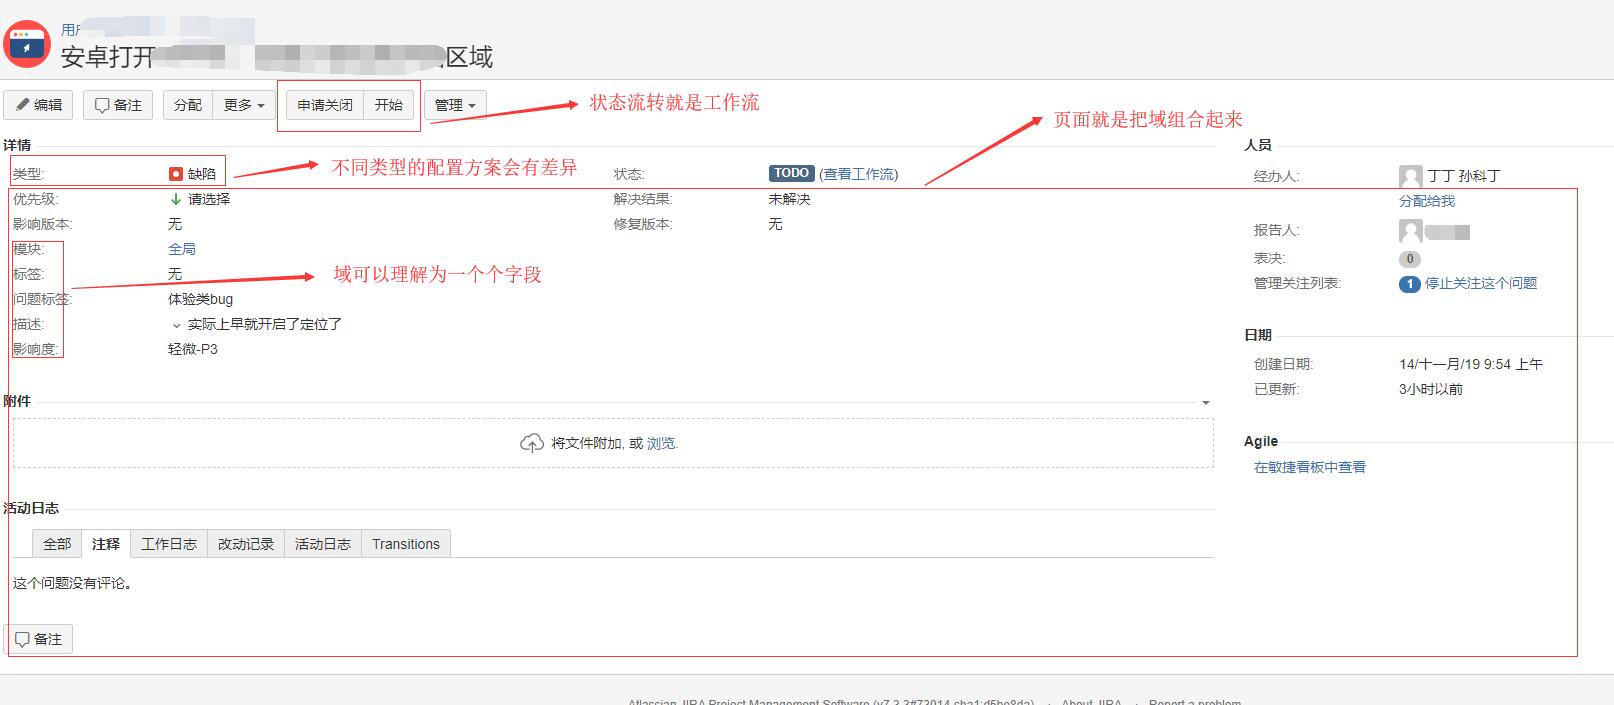 用户
安卓打开
区域
编辑
备注
分配
更多
申请关闭
开始
管理
状态流转就是工作流
页面就是把域组合起来
详情
类型:
缺陷
不同类型的配置方案会有差异
状态:
TODO (查看工作流)
优先级:
请选择
解决结果:
未解决
影响版本:
无
修复版本:
无
模块:
全局
标签:
无
域可以理解为一个个字段
问题标签:
体验类bug
描述:
实际上早就开启了定位了
影响度:
轻微-P3
附件
将文件附加, 或 浏览.
活动日志
全部
注释
工作日志
改动记录
活动日志
Transitions
这个问题没有评论。
备注
人员
经办人:
丁丁 孙科丁
分配给我
报告人:
表决:
0
管理关注列表:
1 停止关注这个问题
日期
创建日期:
14/十一月/19 9:54 上午
已更新:
3小时以前
Agile
在敏捷看板中查看
Atlassian JIRA Project Management Software (v7.3.3#73014-sha1:d5be8da) · About JIRA · Report a problem